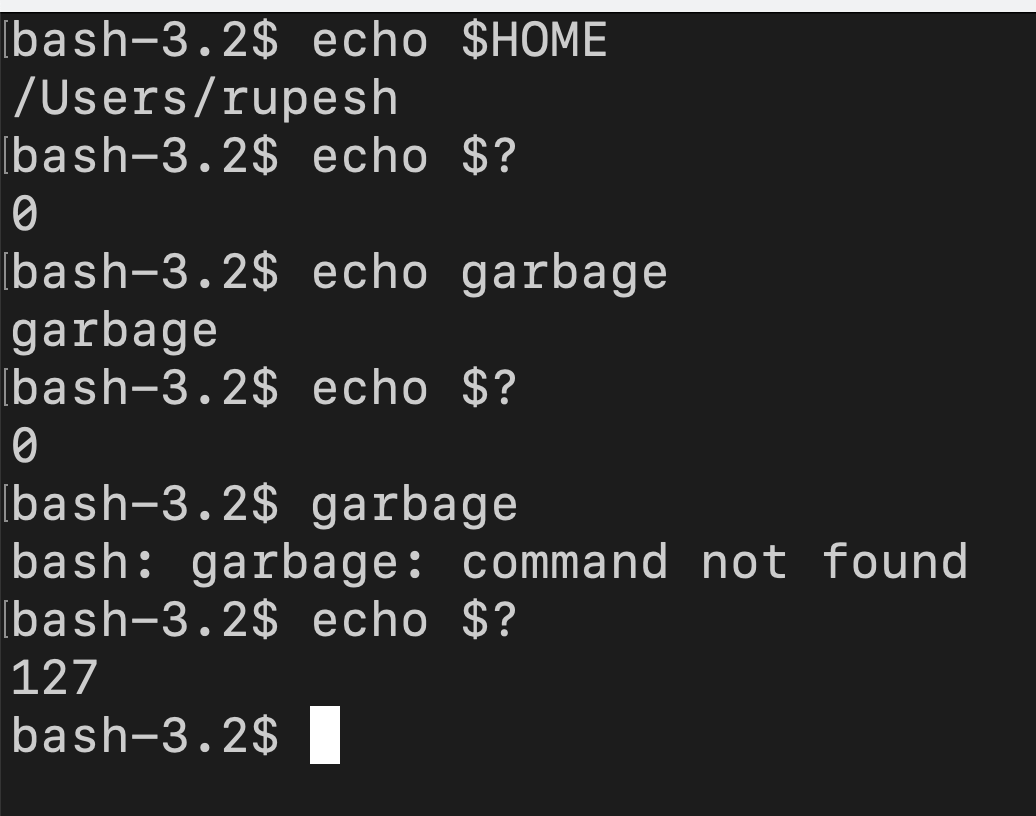 [bash-3.2$ echo $HOME
/Users/rupesh
[bash-3.2$ echo $?
0
[bash-3.2$ echo garbage
garbage
[bash-3.2$ echo $?
0
[bash-3.2$ garbage
bash: garbage: command not found
[bash-3.2$ echo $?
127
bash-3.2$